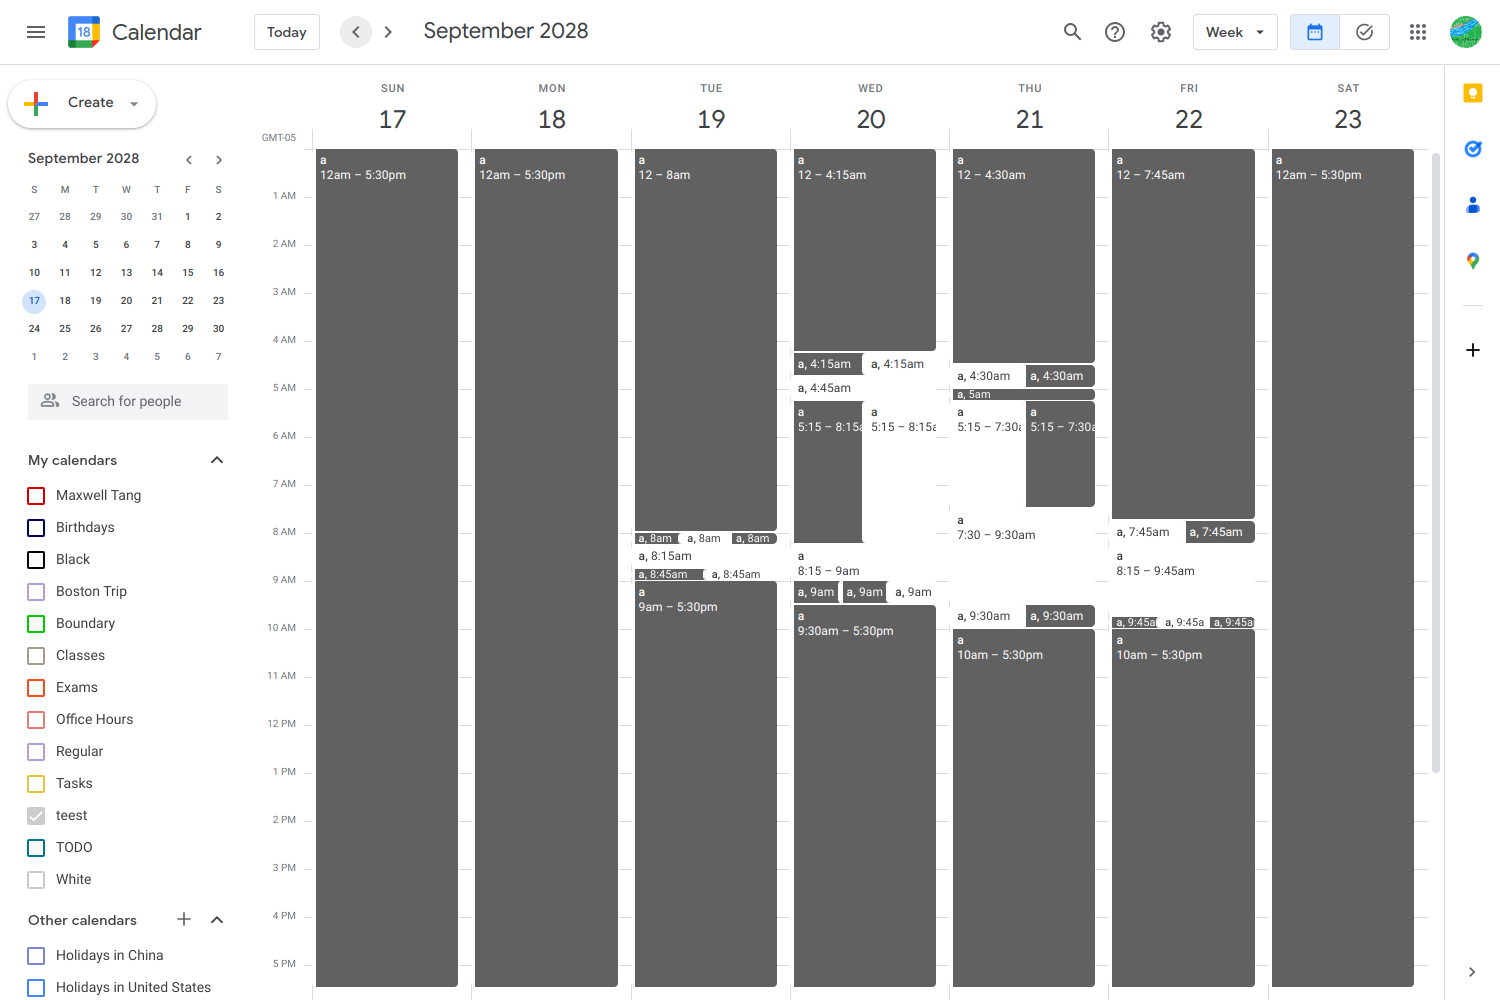 18 Calendar Today September 2028 Week
Create
September 2028
S M T W T F S
27 28 29 30 31 1 2
3 4 5 6 7 8 9
10 11 12 13 14 15 16
17 18 19 20 21 22 23
24 25 26 27 28 29 30
1 2 3 4 5 6 7
Search for people
My calendars
Maxwell Tang
Birthdays
Black
Boston Trip
Boundary
Classes
Exams
Office Hours
Regular
Tasks
teest
TODO
White
Other calendars
Holidays in China
Holidays in United States
SUN MON TUE WED THU FRI SAT
17 18 19 20 21 22 23
GMT-05
1 AM
2 AM
3 AM
4 AM
5 AM
6 AM
7 AM
8 AM
9 AM
10 AM
11 AM
12 PM
1 PM
2 PM
3 PM
4 PM
5 PM
a
12am – 5:30pm
a
12am – 5:30pm
a
12 – 8am
a, 8am a, 8am a, 8am
a, 8:15am
a, 8:45am a, 8:45am
a
9am – 5:30pm
a
12 – 4:15am
a, 4:15am a, 4:15am
a, 4:45am
a
5:15 – 8:15a
a
5:15 – 8:15a
a
8:15 – 9am
a, 9am a, 9am a, 9am
a
9:30am – 5:30pm
a
12 – 4:30am
a, 4:30am a, 4:30am
a, 5am
a
5:15 – 7:30a
a
5:15 – 7:30a
a
7:30 – 9:30am
a, 9:30am a, 9:30am
a
10am – 5:30pm
a
12 – 7:45am
a, 7:45am a, 7:45am
a
8:15 – 9:45am
a, 9:45a a, 9:45a a, 9:45a
a
10am – 5:30pm
a
12am – 5:30pm